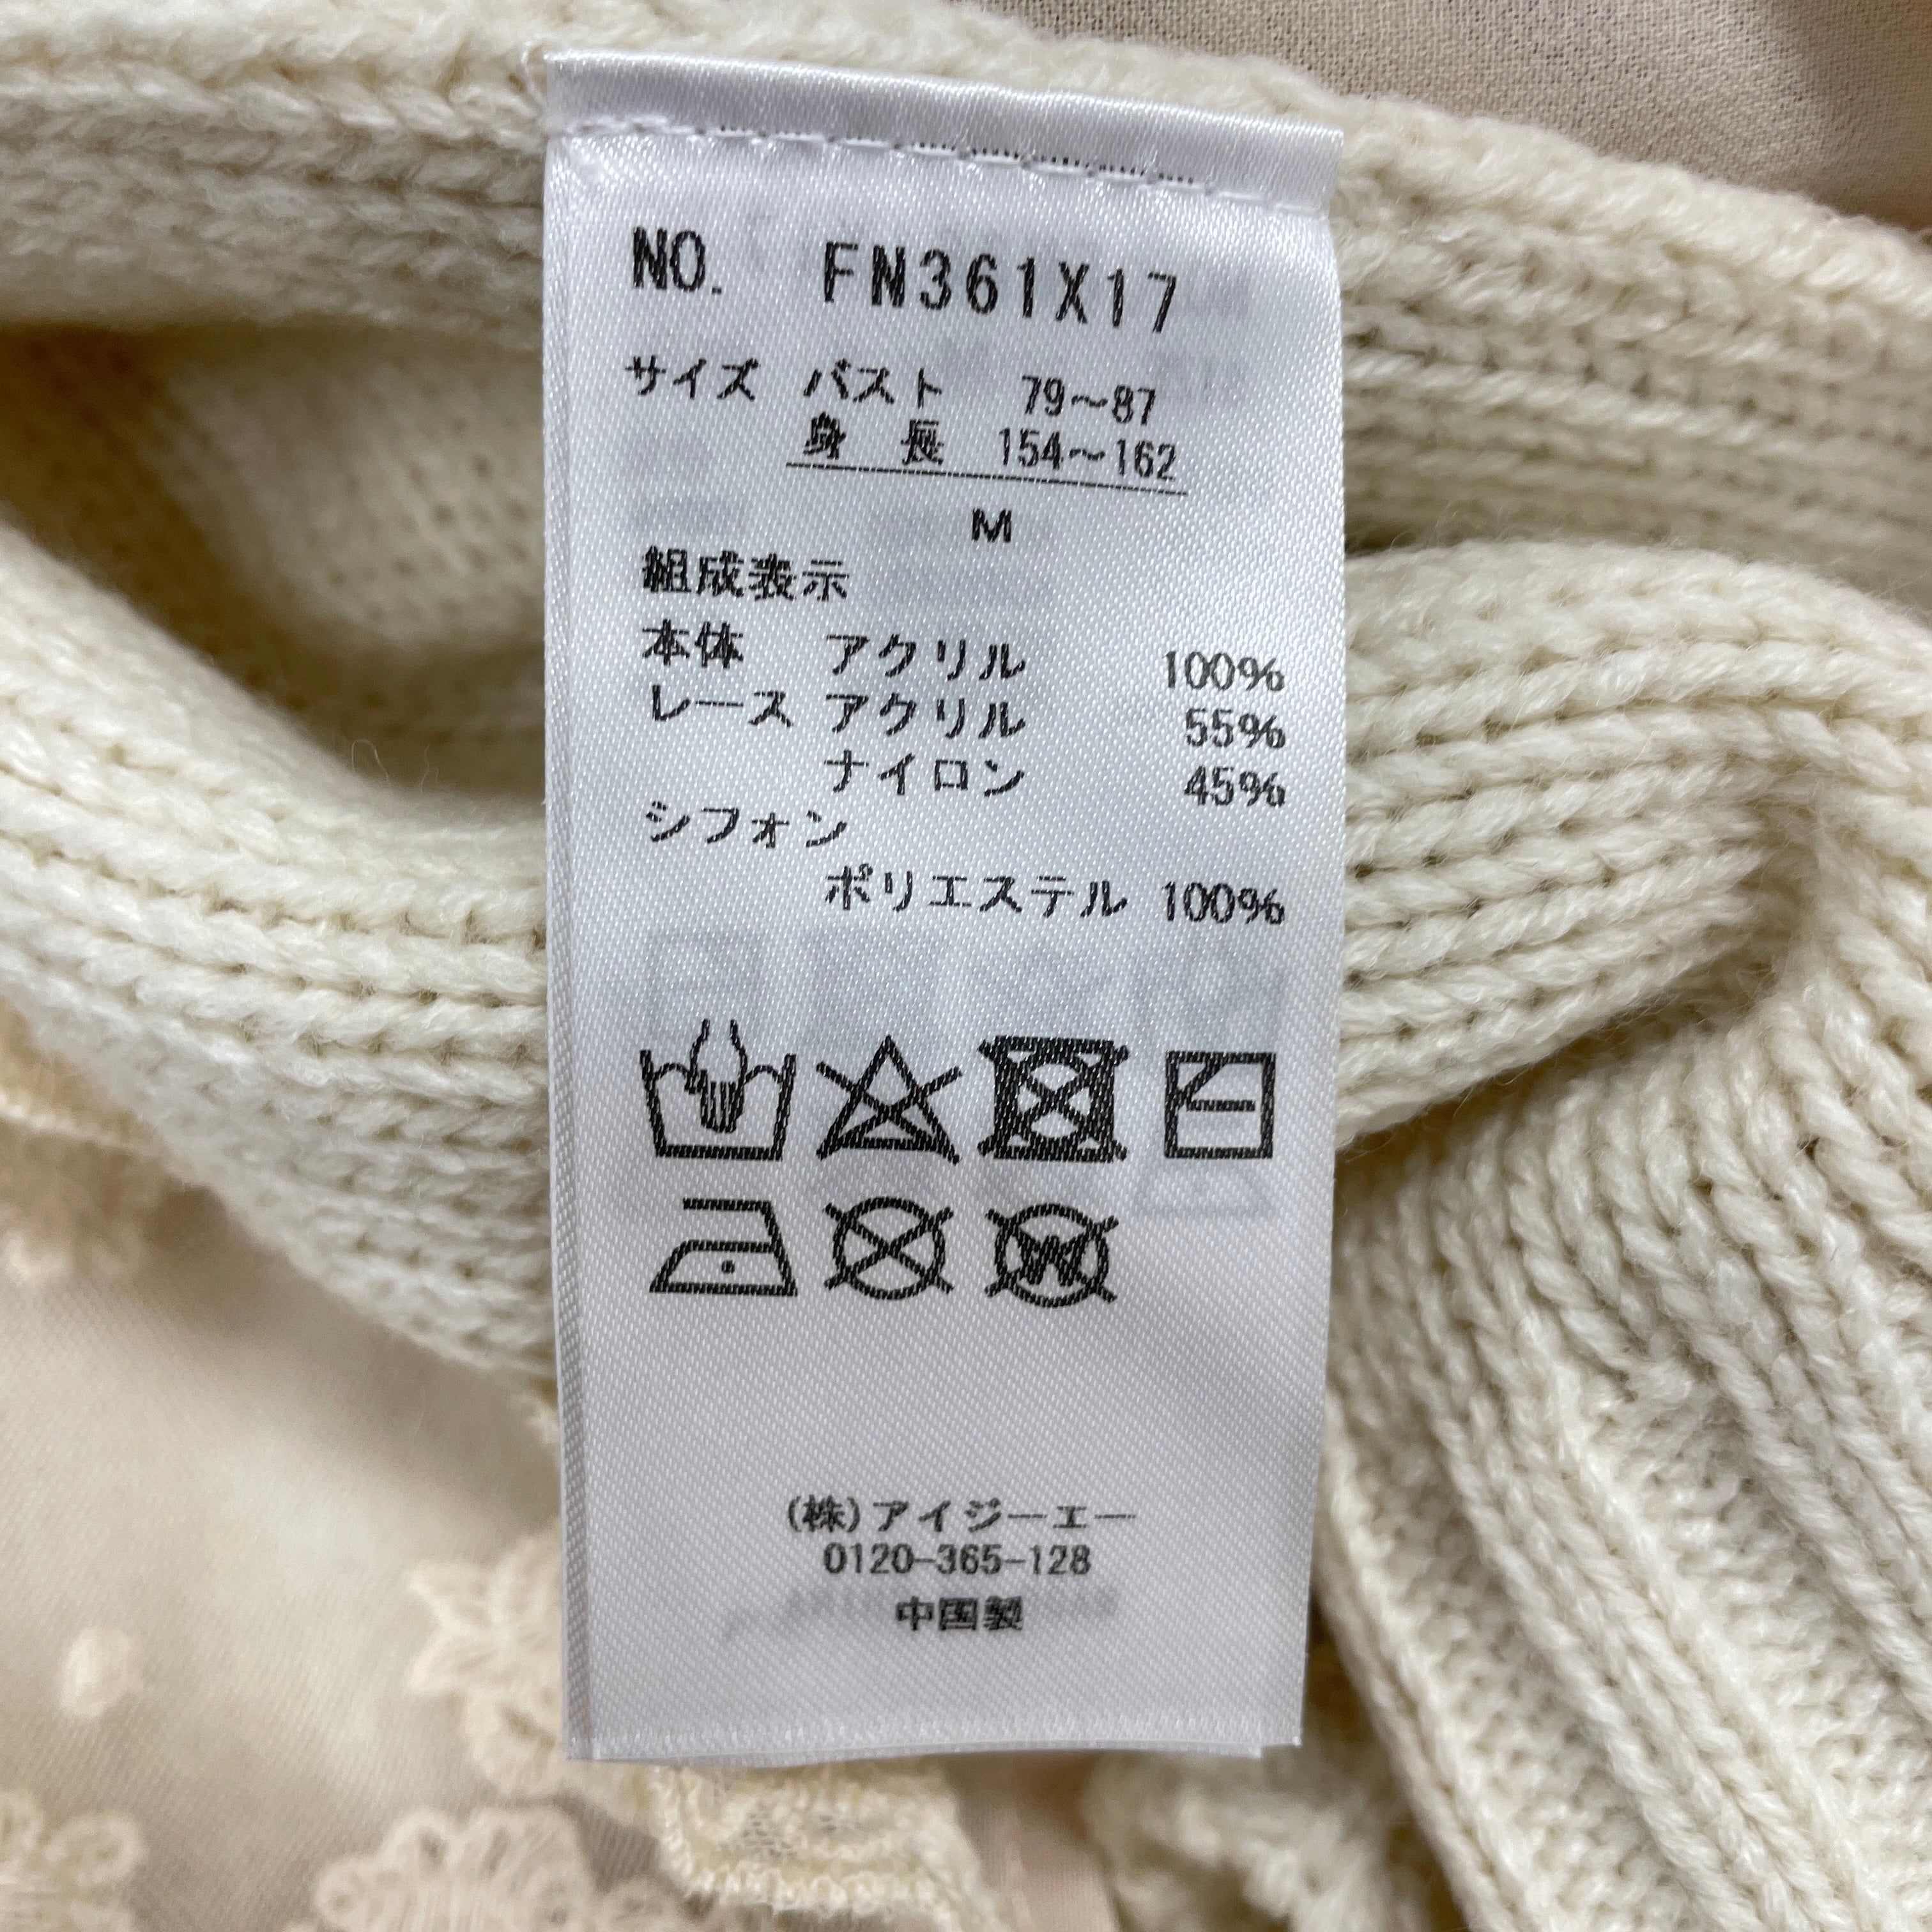 NO. FN361X17
サイズ バスト 79～87
身 長 154～162
M
組成表示
本体 アクリル 100%
レース アクリル 55%
ナイロン 45%
シフォン
ポリエステル 100%
W
(株)アイジーエー
0120-365-128
中国製